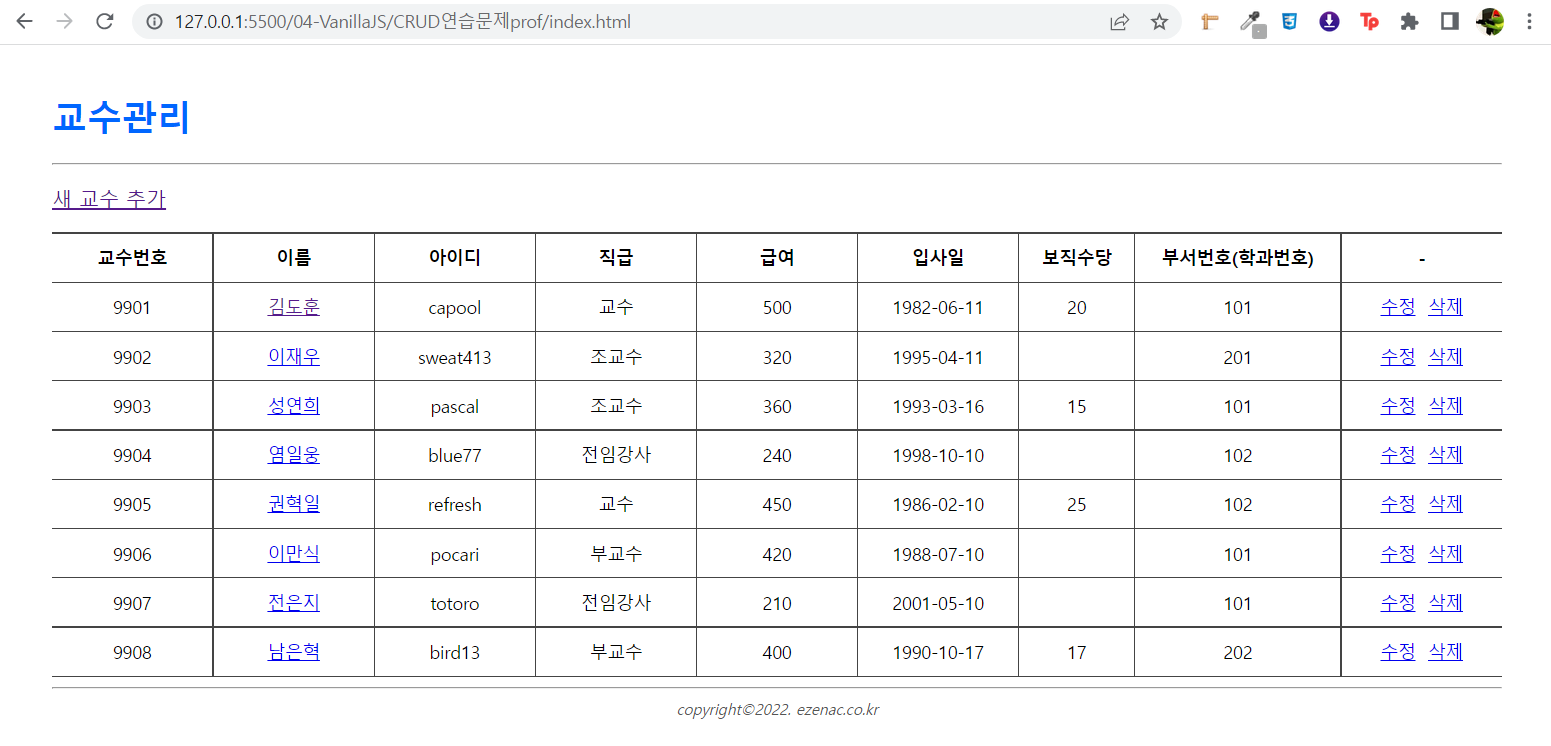 127.0.0.1:5500/04-VanillaJS/CRUD연습문제prof/index.html
교수관리
새 교수 추가
교수번호 이름 아이디 직급 급여 입사일 보직수당 부서번호(학과번호) -
9901 김도훈 capool 교수 500 1982-06-11 20 101 수정 삭제
9902 이재우 sweat413 조교수 320 1995-04-11 201 수정 삭제
9903 성연희 pascal 조교수 360 1993-03-16 15 101 수정 삭제
9904 염일웅 blue77 전임강사 240 1998-10-10 102 수정 삭제
9905 권혁일 refresh 교수 450 1986-02-10 25 102 수정 삭제
9906 이만식 pocari 부교수 420 1988-07-10 101 수정 삭제
9907 전은지 totoro 전임강사 210 2001-05-10 101 수정 삭제
9908 남은혁 bird13 부교수 400 1990-10-17 17 202 수정 삭제
copyright©2022. ezenac.co.kr